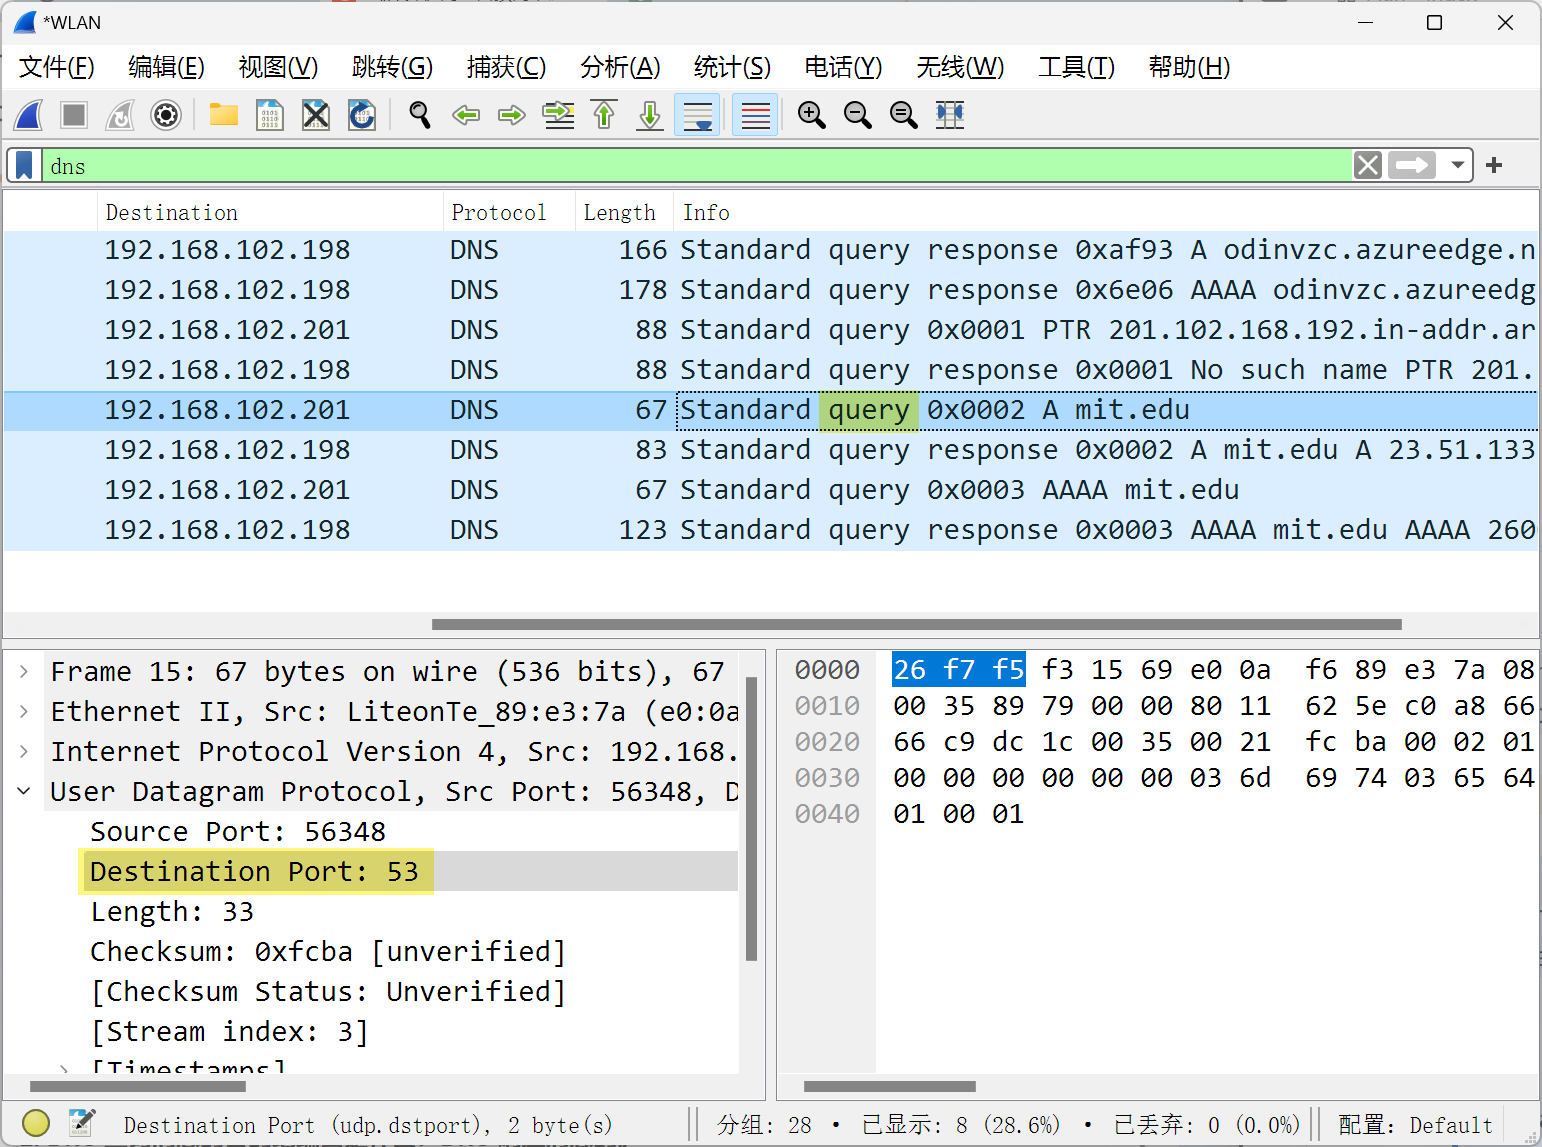 *WLAN
文件(F) 编辑(E) 视图(V) 跳转(G) 捕获(C) 分析(A) 统计(S) 电话(Y) 无线(W) 工具(T) 帮助(H)
dns
Destination Protocol Length Info
192.168.102.198 DNS 166 Standard query response 0xaf93 A odinvzc.azureedge.n
192.168.102.198 DNS 178 Standard query response 0x6e06 AAAA odinvzc.azureedg
192.168.102.201 DNS 88 Standard query 0x0001 PTR 201.102.168.192.in-addr.ar
192.168.102.198 DNS 88 Standard query response 0x0001 No such name PTR 201.
192.168.102.201 DNS 67 Standard query 0x0002 A mit.edu
192.168.102.198 DNS 83 Standard query response 0x0002 A mit.edu A 23.51.133
192.168.102.201 DNS 67 Standard query 0x0003 AAAA mit.edu
192.168.102.198 DNS 123 Standard query response 0x0003 AAAA mit.edu AAAA 260
Frame 15: 67 bytes on wire (536 bits), 67
Ethernet II, Src: LiteonTe_89:e3:7a (e0:0a
Internet Protocol Version 4, Src: 192.168.
User Datagram Protocol, Src Port: 56348, D
Source Port: 56348
Destination Port: 53
Length: 33
Checksum: 0xfcba [unverified]
[Checksum Status: Unverified]
[Stream index: 3]
[Timestamps]
0000 26 f7 f5 f3 15 69 e0 0a f6 89 e3 7a 08
0010 00 35 89 79 00 00 80 11 62 5e c0 a8 66
0020 66 c9 dc 1c 00 35 00 21 fc ba 00 02 01
0030 00 00 00 00 00 00 03 6d 69 74 03 65 64
0040 01 00 01
Destination Port (udp.dstport), 2 byte(s) 分组: 28 • 已显示: 8 (28.6%) • 已丢弃: 0 (0.0%) 配置: Default